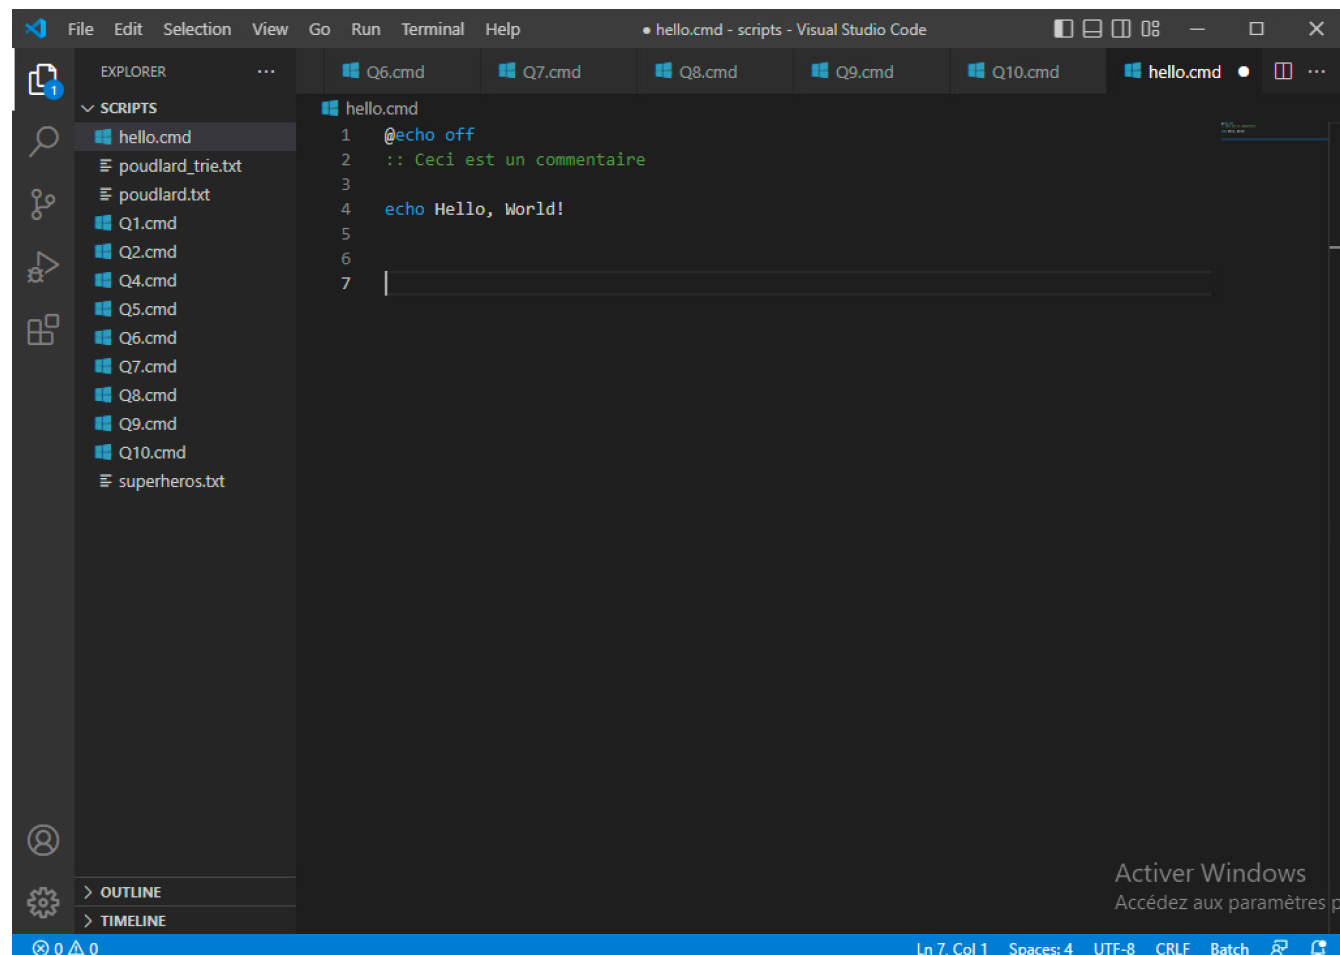 File Edit Selection View Go Run Terminal Help ● hello.cmd - scripts - Visual Studio Code
EXPLORER ··· Q6.cmd Q7.cmd Q8.cmd Q9.cmd Q10.cmd hello.cmd ● ···
1
SCRIPTS
hello.cmd
poudlard_trie.txt
poudlard.txt
Q1.cmd
Q2.cmd
Q4.cmd
Q5.cmd
Q6.cmd
Q7.cmd
Q8.cmd
Q9.cmd
Q10.cmd
superheros.txt
OUTLINE
TIMELINE
hello.cmd
1 @echo off
2 :: Ceci est un commentaire
3
4 echo Hello, World!
5
6
7
Activer Windows
Accédez aux paramètres p
0 0 Ln 7, Col 1 Spaces: 4 UTF-8 CRLF Batch